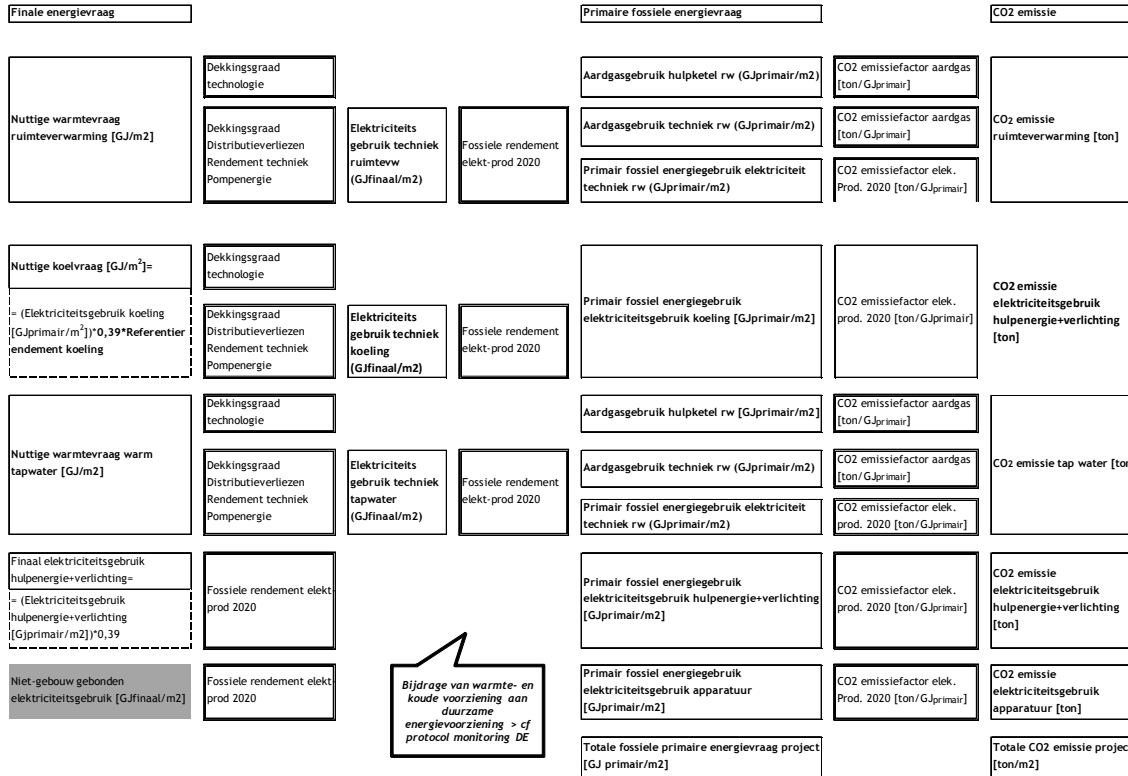 Finale energievraag
Primaire fossiele energievraag
CO2 emissie
Nuttige warmtevraag
ruimteverwarming [GJ/m2]
Dekkingsgraad
technologie
Dekkingsgraad
Distributieverliezen
Rendement techniek
Pompenergie
Elektriciteits
gebruik techniek
ruimtevw
(GJfinaal/m2)
Fossiele rendement
elekt-prod 2020
Aardgasgebruik hulpketel rw (GJprimair/m2)
Aardgasgebruik techniek rw (GJprimair/m2)
Primair fossiel energiegebruik elektriciteit
techniek rw (GJprimair/m2)
CO2 emissiefactor aardgas
[ton/GJprimair]
CO2 emissiefactor aardgas
[ton/GJprimair]
CO2 emissiefactor elek.
Prod. 2020 [ton/GJprimair]
CO2 emissie
ruimteverwarming [ton]
Nuttige koelvraag [GJ/m2]=
= (Elektriciteitsgebruik koeling
[GJprimair/m2])*0,39*Referentier
endement koeling
Dekkingsgraad
technologie
Dekkingsgraad
Distributieverliezen
Rendement techniek
Pompenergie
Elektriciteits
gebruik techniek
koeling
(GJfinaal/m2)
Fossiele rendement
elekt-prod 2020
Primair fossiel energiegebruik
elektriciteitsgebruik koeling [GJprimair/m2]
CO2 emissiefactor elek.
prod. 2020 [ton/GJprimair]
CO2 emissie
elektriciteitsgebruik
hulpenergie+verlichting
[ton]
Nuttige warmtevraag warm
tapwater [GJ/m2]
Dekkingsgraad
technologie
Dekkingsgraad
Distributieverliezen
Rendement techniek
Pompenergie
Elektriciteits
gebruik techniek
tapwater
(GJfinaal/m2)
Fossiele rendement
elekt-prod 2020
Aardgasgebruik hulpketel rw [GJprimair/m2]
Aardgasgebruik techniek rw (GJprimair/m2)
Primair fossiel energiegebruik elektriciteit
techniek rw (GJprimair/m2)
CO2 emissiefactor aardgas
[ton/GJprimair]
CO2 emissiefactor aardgas
[ton/GJprimair]
CO2 emissiefactor elek.
prod. 2020 [ton/GJprimair]
CO2 emissie tap water [ton
Finaal elektriciteitsgebruik
hulpenergie+verlichting=
= (Elektriciteitsgebruik
hulpenergie+verlichting
[Gjprimair/m2])*0,39
Fossiele rendement elekt-
prod 2020
Primair fossiel energiegebruik
elektriciteitsgebruik hulpenergie+verlichting
[GJprimair/m2]
CO2 emissiefactor elek.
prod. 2020 [ton/GJprimair]
CO2 emissie
elektriciteitsgebruik
hulpenergie+verlichting
[ton]
Niet-gebouw gebonden
elektriciteitsgebruik [GJfinaal/m2]
Fossiele rendement elekt-
prod 2020
Bijdrage van warmte- en
koude voorziening aan
duurzame
energievoorziening > cf
protocol monitoring DE
Primair fossiel energiegebruik
elektriciteitsgebruik apparatuur
[GJprimair/m2]
CO2 emissiefactor elek.
Prod. 2020 [ton/GJprimair]
CO2 emissie
elektriciteitsgebruik
apparatuur [ton]
Totale fossiele primaire energievraag project
[GJ primair/m2]
Totale CO2 emissie project
[ton/m2]